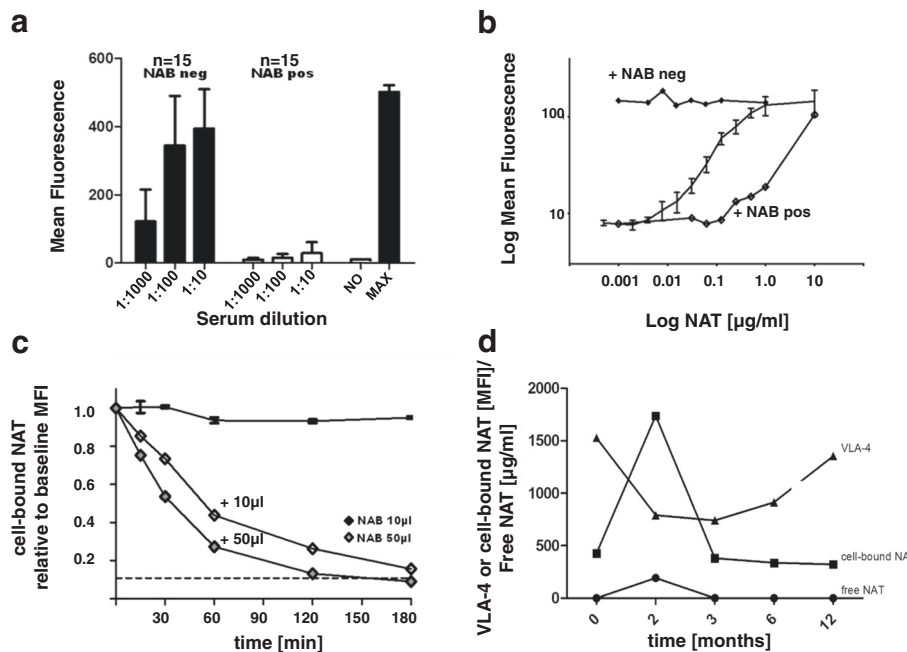 a
n=15
NAB neg
n=15
NAB pos
Mean Fluorescence
600
400
200
0
1:1000
1:100
1:10
1:1000
1:100
1:10
NO
MAX
Serum dilution
b
+ NAB neg
+ NAB pos
Log Mean Fluorescence
100
10
0.001
0.01
0.1
1.0
10
Log NAT [µg/ml]
c
cell-bound NAT
relative to baseline MFI
1.0
0.8
0.6
0.4
0.2
+ 10µl
+ 50µl
NAB 10µl
NAB 50µl
0
30
60
90
120
150
180
time [min]
d
VLA-4 or cell-bound NAT [MFI]/
Free NAT [µg/ml]
2000
1500
1000
500
0
VLA-4
cell-bound NA
free NAT
0
2
3
6
12
time [months]